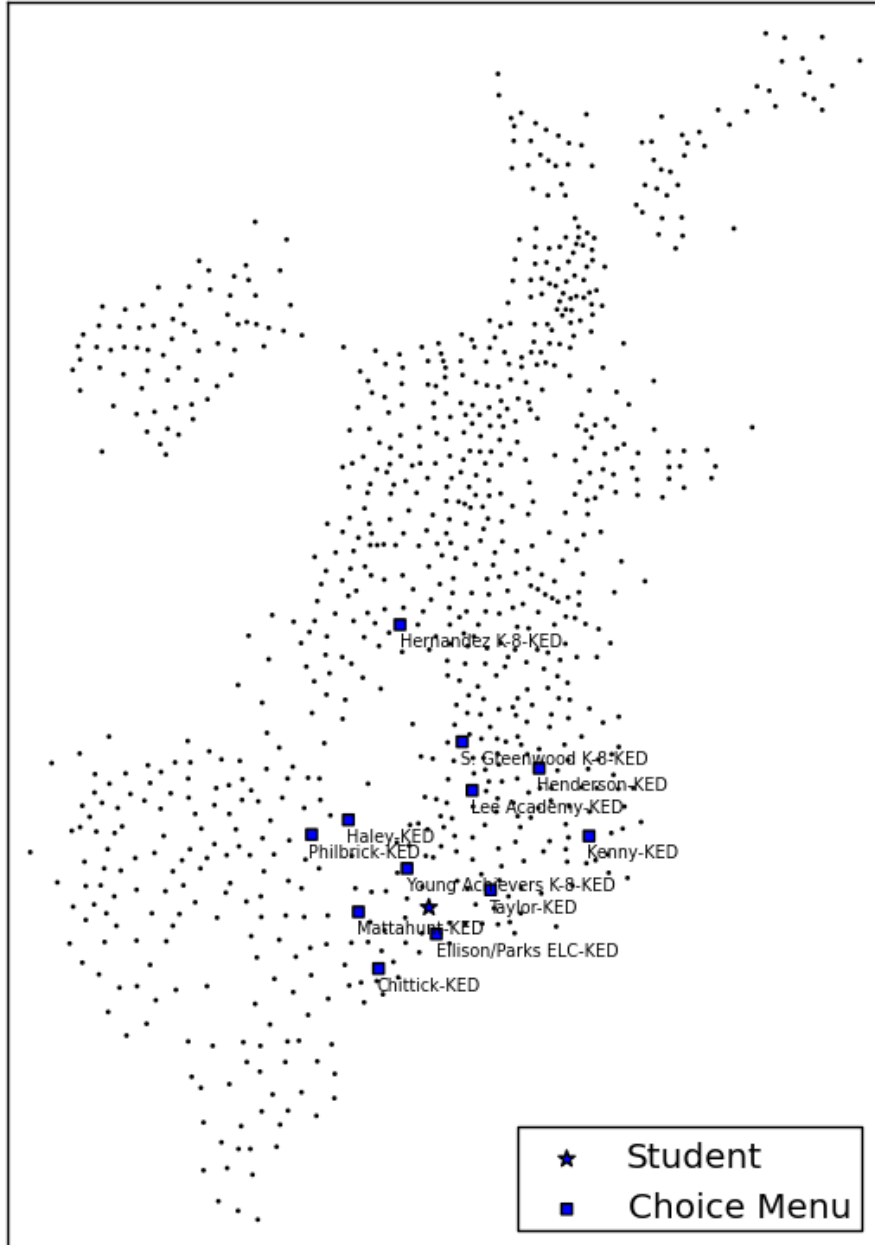 Hernandez K-8-KED
S. Greenwood K-8-KED
Henderson-KED
Lee Academy-KED
Haley-KED
Philbrick-KED
Kenny-KED
Young Achievers K-8-KED
Taylor-KED
Mattahunt-KED
Ellison/Parks ELC-KED
Chittick-KED
Student
Choice Menu